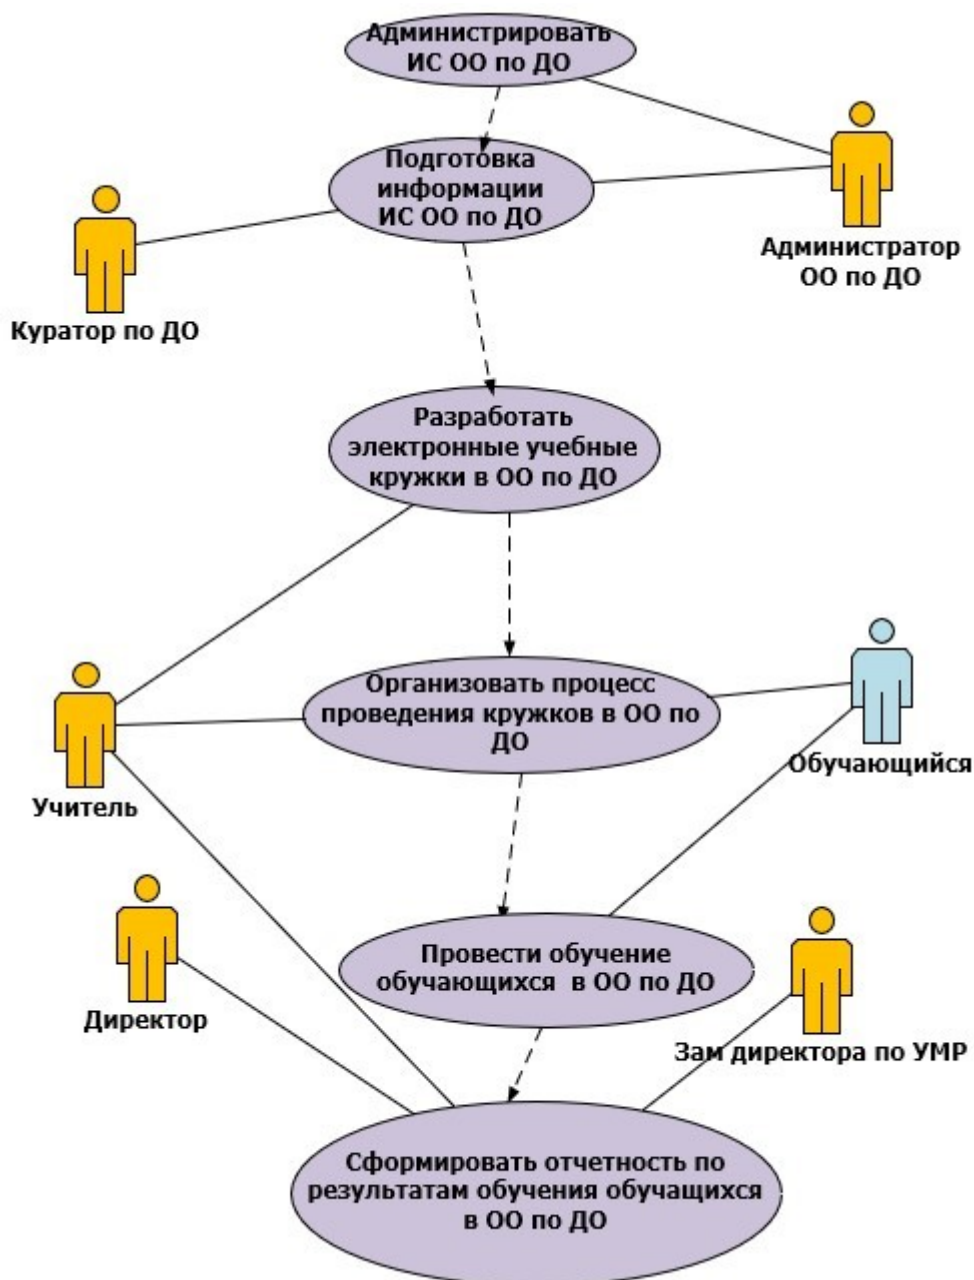 Администрировать
ИС ОО по ДО
Подготовка
информации
ИС ОО по ДО
Администратор
ОО по ДО
Куратор по ДО
Разработать
электронные учебные
кружки в ОО по ДО
Организовать процесс
проведения кружков в ОО по
ДО
Обучающийся
Учитель
Провести обучение
обучающихся в ОО по ДО
Директор
Зам директора по УМР
Сформировать отчетность по
результатам обучения обучащихся
в ОО по ДО